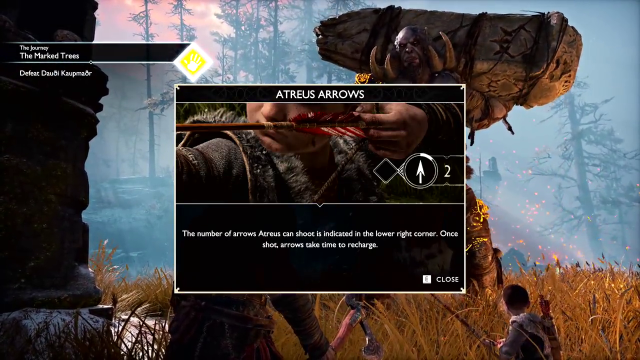 The Journey
The Marked Trees
Defeat Dauði Kaupmaðr
ATREUS ARROWS
2
The number of arrows Atreus can shoot is indicated in the lower right corner. Once
shot, arrows take time to recharge.
E CLOSE